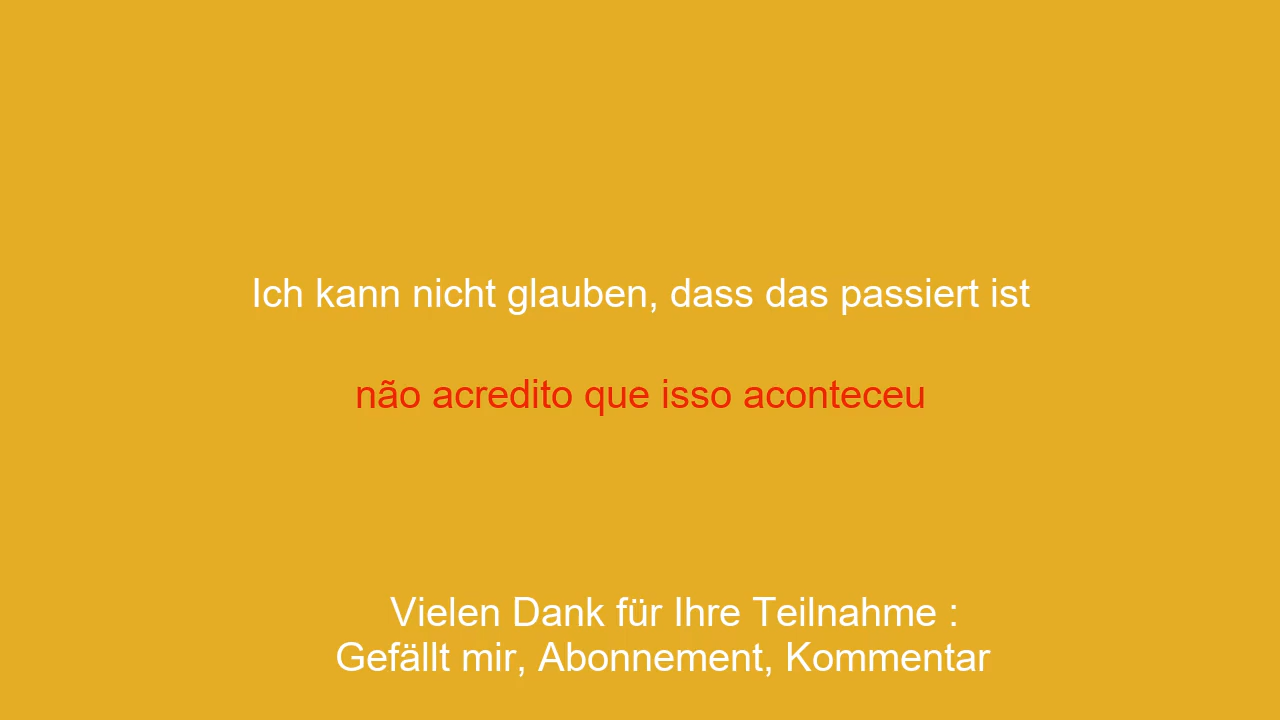 Ich kann nicht glauben, dass das passiert ist
não acredito que isso aconteceu
Vielen Dank für Ihre Teilnahme :
Gefällt mir, Abonnement, Kommentar